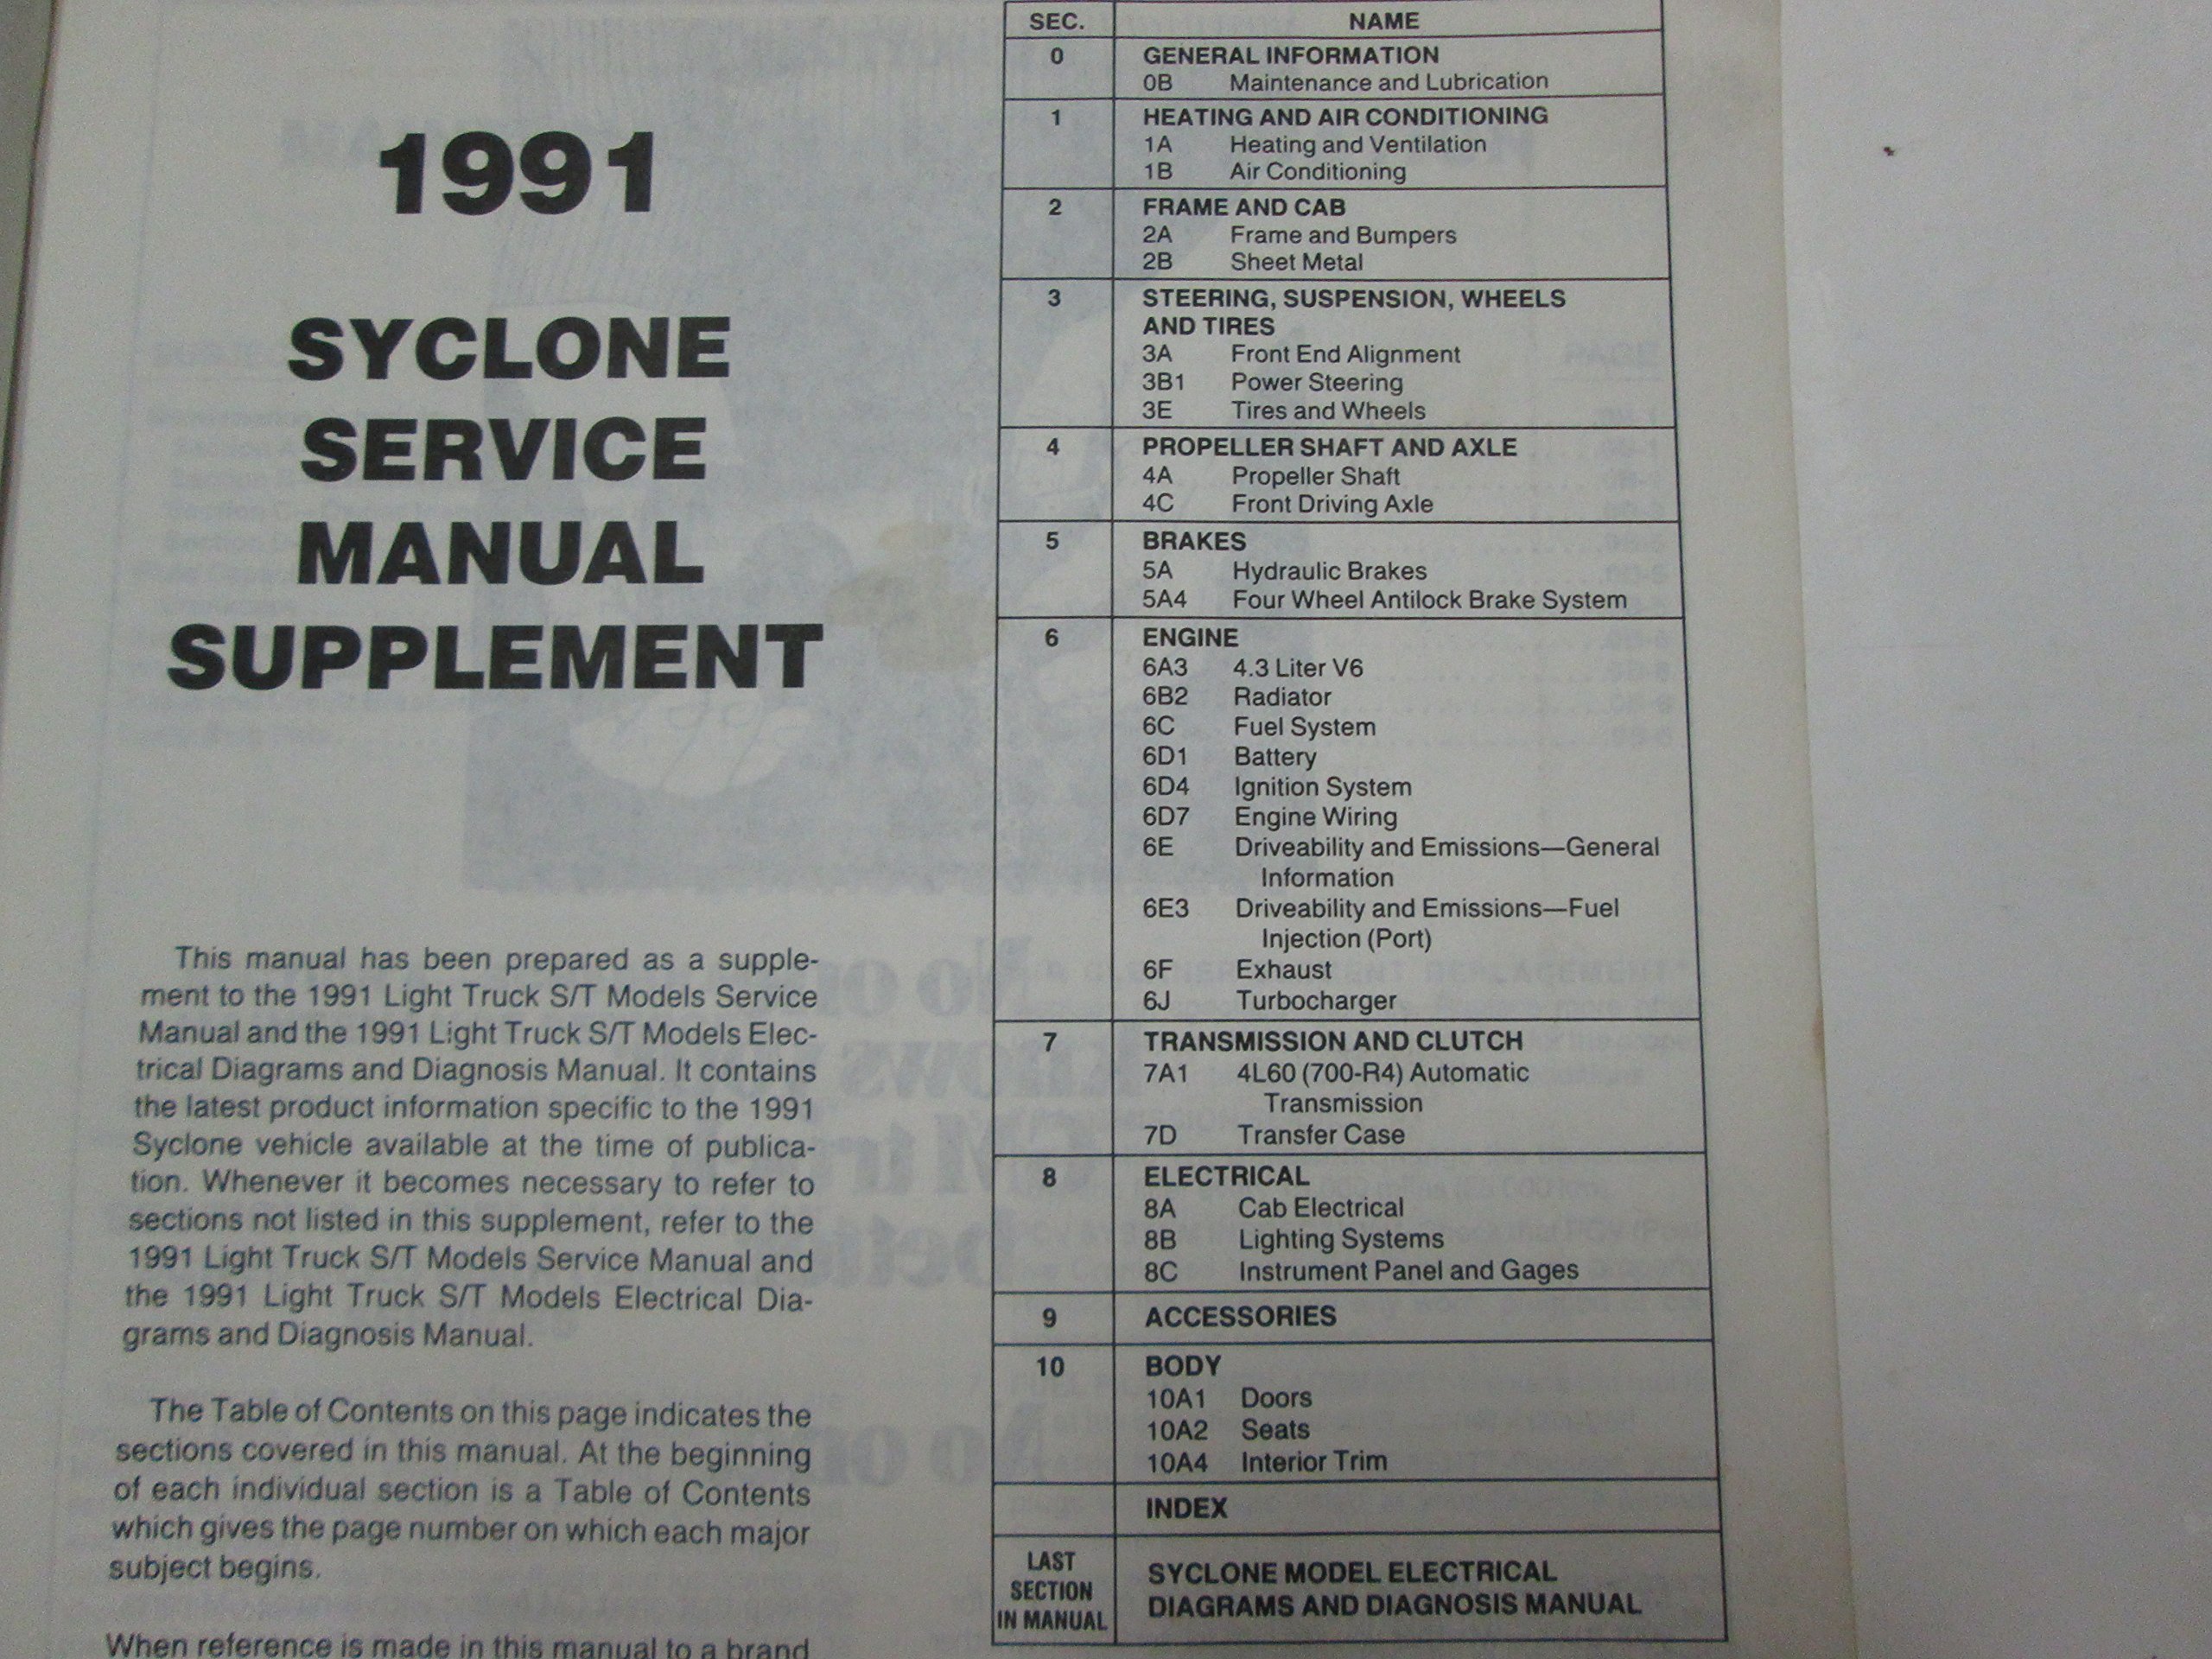 1991
SYCLONE
SERVICE
MANUAL
SUPPLEMENT
This manual has been prepared as a supple-
ment to the 1991 Light Truck S/T Models Service
Manual and the 1991 Light Truck S/T Models Elec-
trical Diagrams and Diagnosis Manual. It contains
the latest product information specific to the 1991
Syclone vehicle available at the time of publica-
tion. Whenever it becomes necessary to refer to
sections not listed in this supplement, refer to the
1991 Light Truck S/T Models Service Manual and
the 1991 Light Truck S/T Models Electrical Dia-
grams and Diagnosis Manual.
The Table of Contents on this page indicates the
sections covered in this manual. At the beginning
of each individual section is a Table of Contents
which gives the page number on which each major
subject begins.
When reference is made in this manual to a brand
SEC. NAME
0 GENERAL INFORMATION
0B Maintenance and Lubrication
1 HEATING AND AIR CONDITIONING
1A Heating and Ventilation
1B Air Conditioning
2 FRAME AND CAB
2A Frame and Bumpers
2B Sheet Metal
3 STEERING, SUSPENSION, WHEELS
AND TIRES
3A Front End Alignment
3B1 Power Steering
3E Tires and Wheels
4 PROPELLER SHAFT AND AXLE
4A Propeller Shaft
4C Front Driving Axle
5 BRAKES
5A Hydraulic Brakes
5A4 Four Wheel Antilock Brake System
6 ENGINE
6A3 4.3 Liter V6
6B2 Radiator
6C Fuel System
6D1 Battery
6D4 Ignition System
6D7 Engine Wiring
6E Driveability and Emissions—General
Information
6E3 Driveability and Emissions—Fuel
Injection (Port)
6F Exhaust
6J Turbocharger
7 TRANSMISSION AND CLUTCH
7A1 4L60 (700-R4) Automatic
Transmission
7D Transfer Case
8 ELECTRICAL
8A Cab Electrical
8B Lighting Systems
8C Instrument Panel and Gages
9 ACCESSORIES
10 BODY
10A1 Doors
10A2 Seats
10A4 Interior Trim
INDEX
LAST
SECTION
IN MANUAL
SYCLONE MODEL ELECTRICAL
DIAGRAMS AND DIAGNOSIS MANUAL